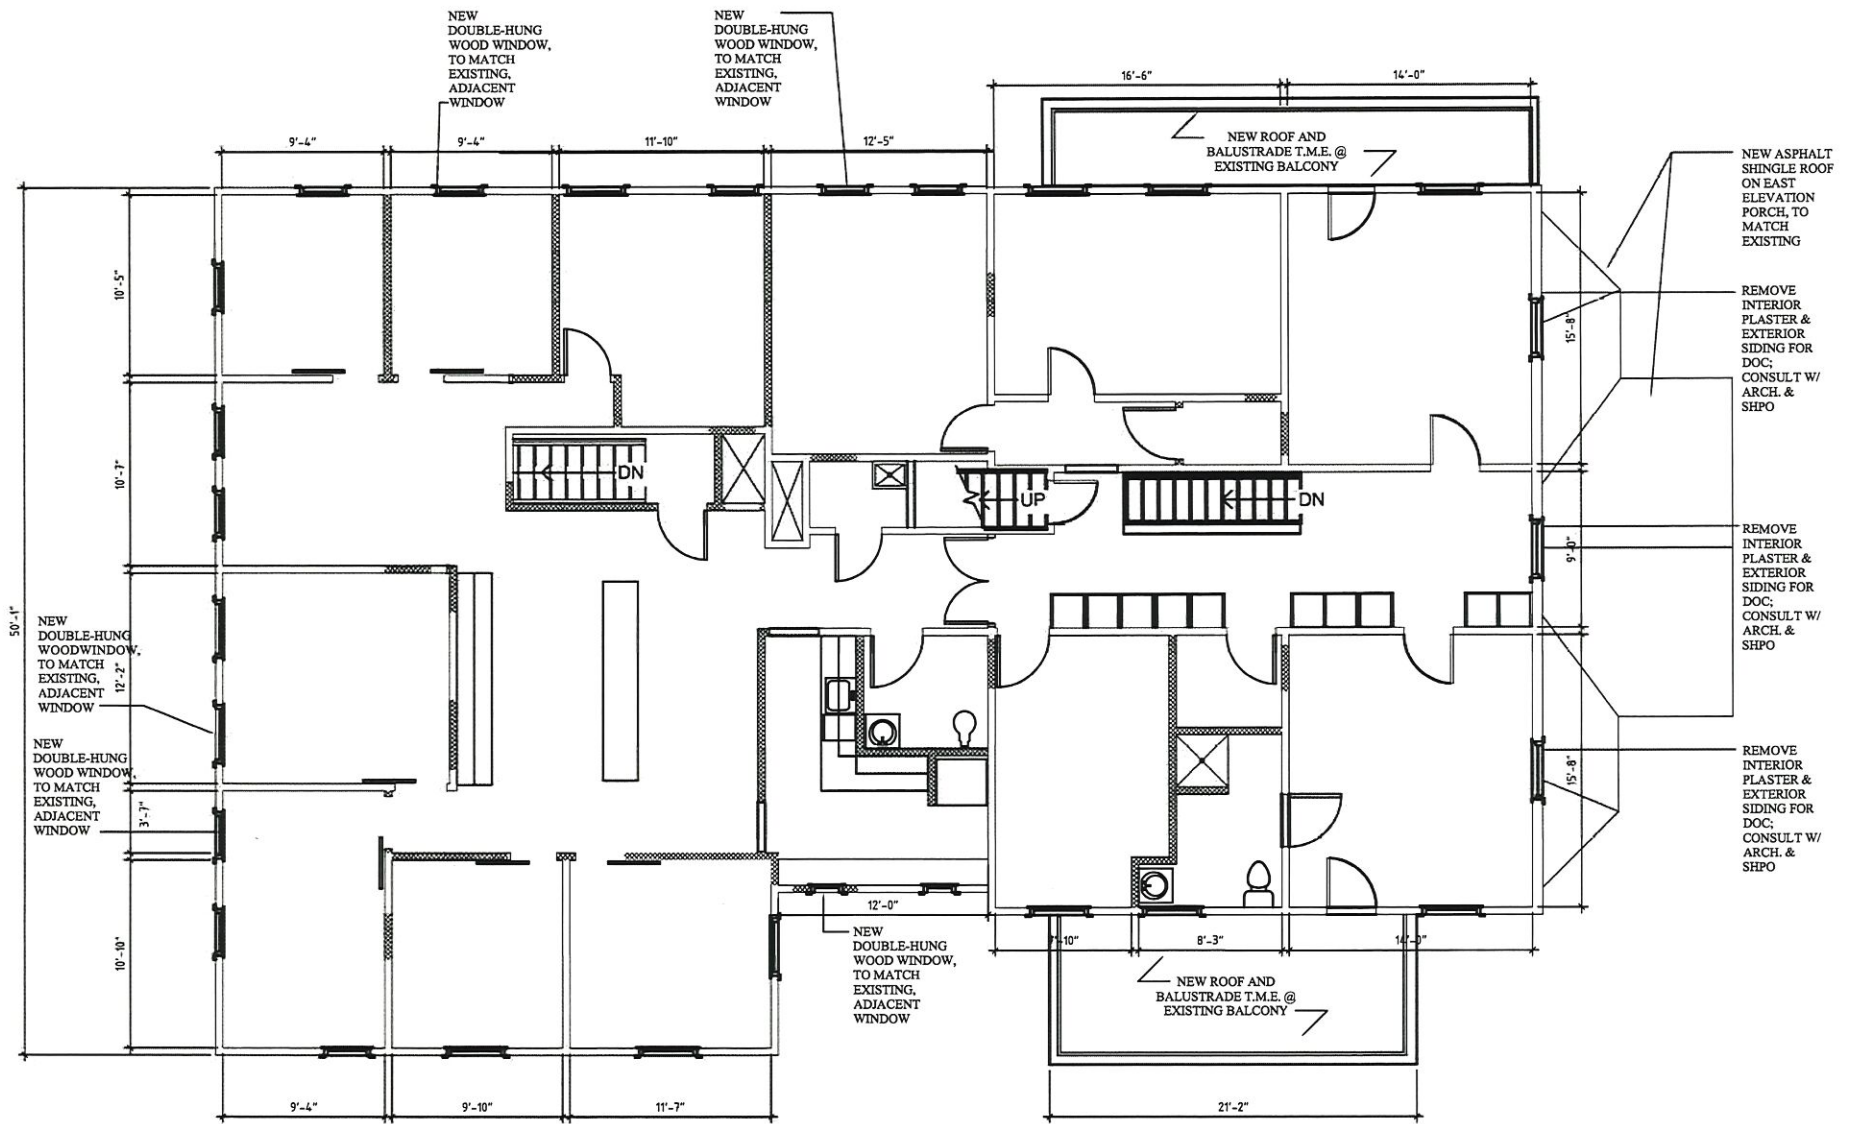 NEW
DOUBLE-HUNG
WOOD WINDOW,
TO MATCH
EXISTING,
ADJACENT
WINDOW
NEW
DOUBLE-HUNG
WOOD WINDOW,
TO MATCH
EXISTING,
ADJACENT
WINDOW
16'-6"
14'-0"
9'-4"
9'-4"
11'-10"
12'-5"
NEW ROOF AND
BALUSTRADE T.M.E. @
EXISTING BALCONY
NEW ASPHALT
SHINGLE ROOF
ON EAST
ELEVATION
PORCH, TO
MATCH
EXISTING
10'-5"
REMOVE
INTERIOR
PLASTER &
EXTERIOR
SIDING FOR
DOC;
CONSULT W/
ARCH. &
SHPO
15'-8"
10'-7"
DN
UP
DN
REMOVE
INTERIOR
PLASTER &
EXTERIOR
SIDING FOR
DOC;
CONSULT W/
ARCH. &
SHPO
9'-0"
50'-1"
NEW
DOUBLE-HUNG
WOODWINDOW,
TO MATCH
EXISTING,
ADJACENT
WINDOW
12'-2"
NEW
DOUBLE-HUNG
WOOD WINDOW,
TO MATCH
EXISTING,
ADJACENT
WINDOW
3'-7"
REMOVE
INTERIOR
PLASTER &
EXTERIOR
SIDING FOR
DOC;
CONSULT W/
ARCH. &
SHPO
15'-8"
10'-10"
12'-0"
NEW
DOUBLE-HUNG
WOOD WINDOW,
TO MATCH
EXISTING,
ADJACENT
WINDOW
7'-10"
8'-3"
14'-0"
NEW ROOF AND
BALUSTRADE T.M.E. @
EXISTING BALCONY
9'-4"
9'-10"
11'-7"
21'-2"